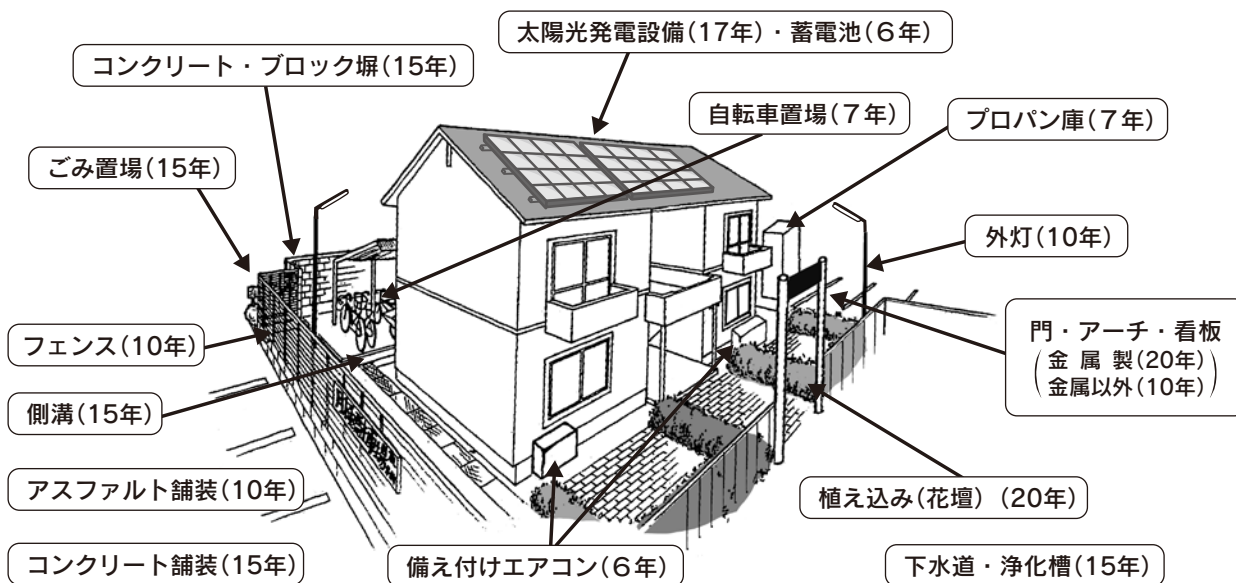 太陽光発電設備(17年)・蓄電池(6年)
コンクリート・ブロック塀(15年)
自転車置場(7年)
プロパン庫(7年)
ごみ置場(15年)
外灯(10年)
フェンス(10年)
門・アーチ・看板
(金属製(20年)
金属以外(10年))
側溝(15年)
アスファルト舗装(10年)
植え込み(花壇)(20年)
コンクリート舗装(15年)
備え付けエアコン(6年)
下水道・浄化槽(15年)